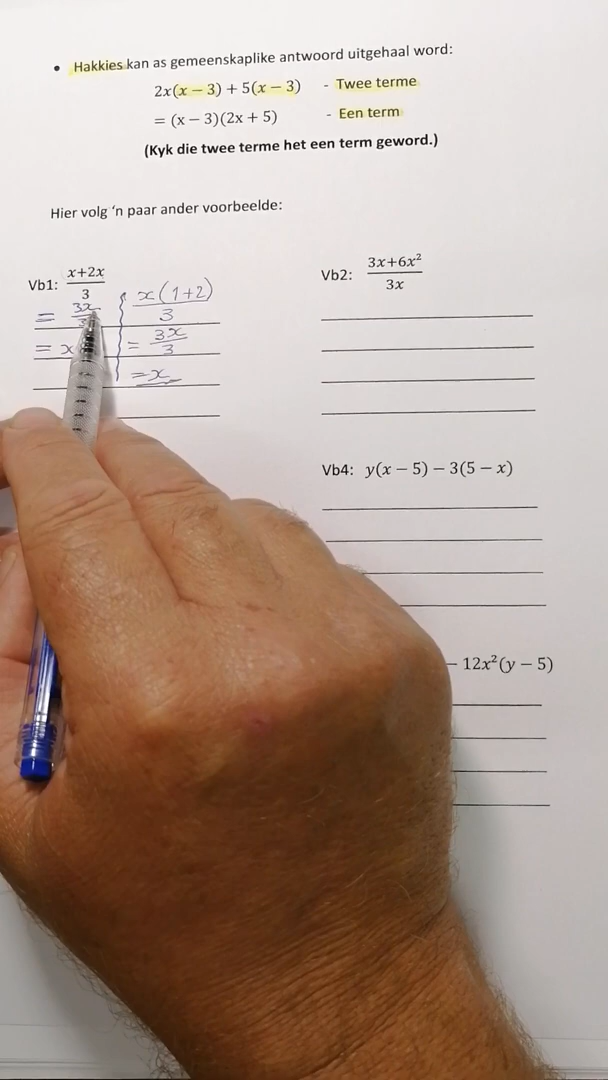 • Hakkies kan as gemeenskaplike antwoord uitgehaal word:
2x(x − 3) + 5(x − 3) - Twee terme
= (x − 3)(2x + 5) - Een term
(Kyk die twee terme het een term geword.)
Hier volg ‘n paar ander voorbeelde:
Vb1: x+2x / 3
= 3x / 3
= x
x(1+2) / 3
= 3x / 3
= x
Vb2: 3x+6x² / 3x
Vb4: y(x − 5) − 3(5 − x)
− 12x²(y − 5)